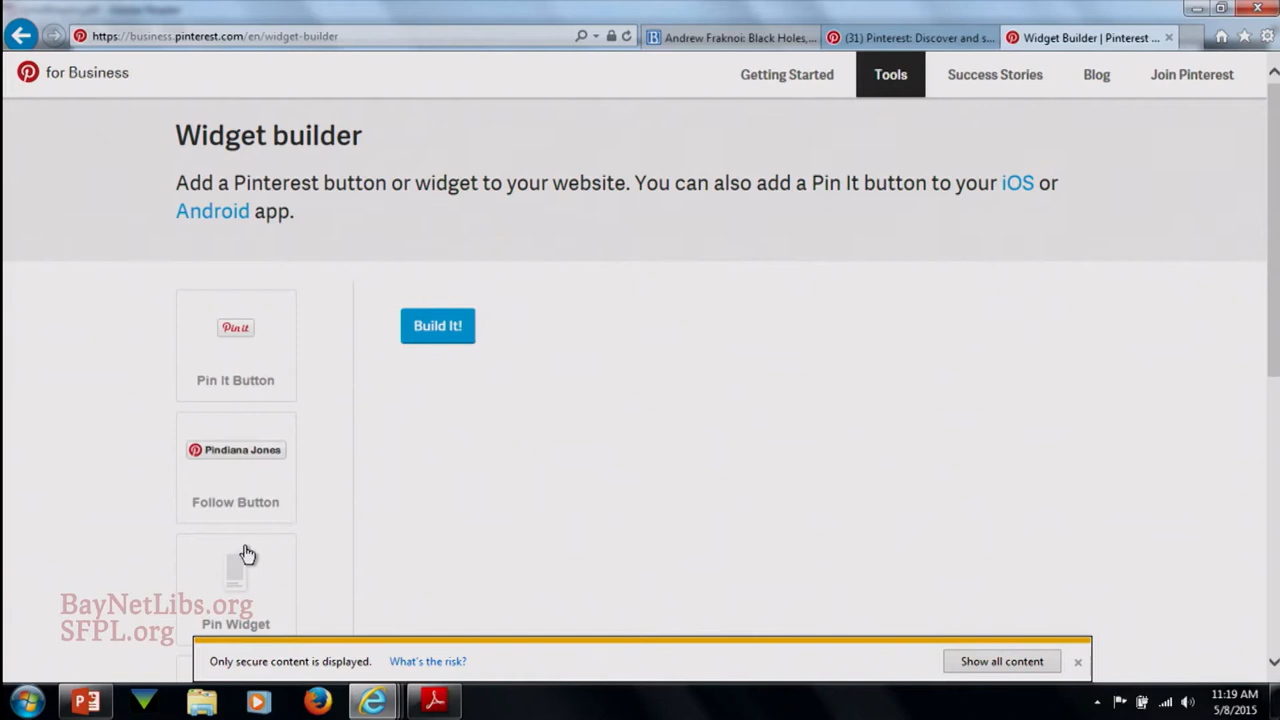 https://business.pinterest.com/en/widget-builder
Andrew Fraknoi: Black Holes,...
(31) Pinterest: Discover and s...
Widget Builder | Pinterest ...
for Business
Getting Started
Tools
Success Stories
Blog
Join Pinterest
Widget builder
Add a Pinterest button or widget to your website. You can also add a Pin It button to your iOS or
Android app.
Pin it
Pin It Button
Build It!
Pindiana Jones
Follow Button
Pin Widget
BayNetLibs.org
SFPL.org
Only secure content is displayed.
What's the risk?
Show all content
11:19 AM
5/8/2015